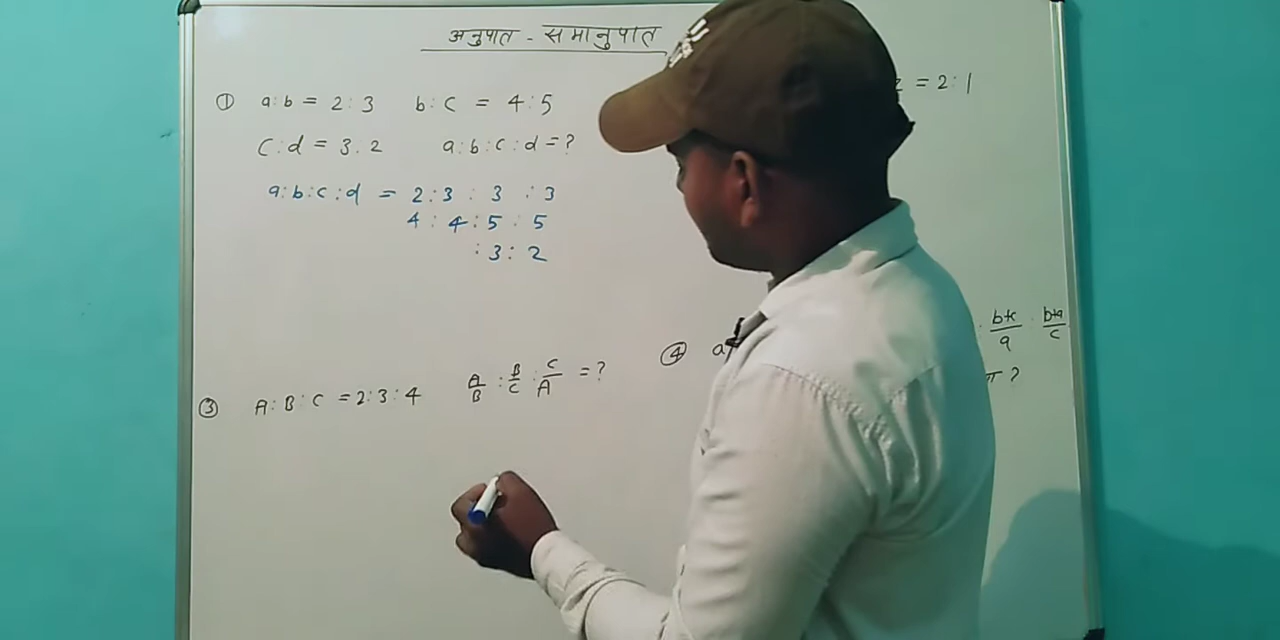 अनुपात - समानुपात
① a:b = 2:3 b:c = 4:5
z = 2:1
c:d = 3.2 a:b:c:d = ?
a:b:c:d = 2:3 : 3 : 3
4 : 4 : 5 : 5
: 3 : 2
③ A:B:C = 2:3:4 A/B : B/C : C/A = ?
④ a : b+c/a : b+a/c
?